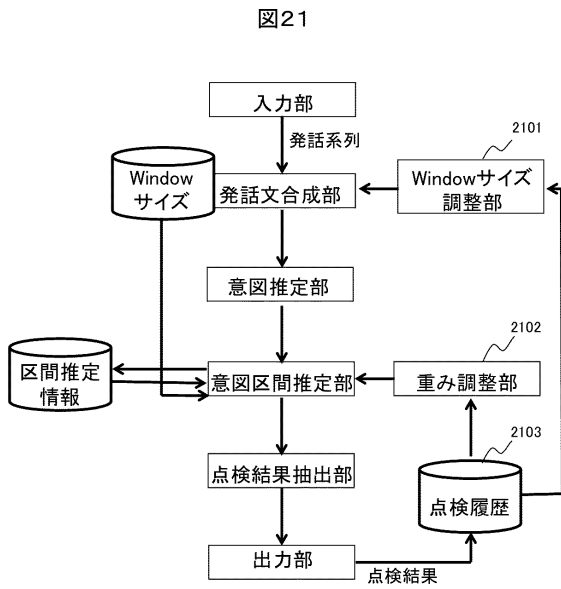 図21
入力部
発話系列
2101
Window
サイズ
発話文合成部
Windowサイズ
調整部
意図推定部
2102
区間推定
情報
意図区間推定部
重み調整部
2103
点検結果抽出部
点検履歴
出力部
点検結果